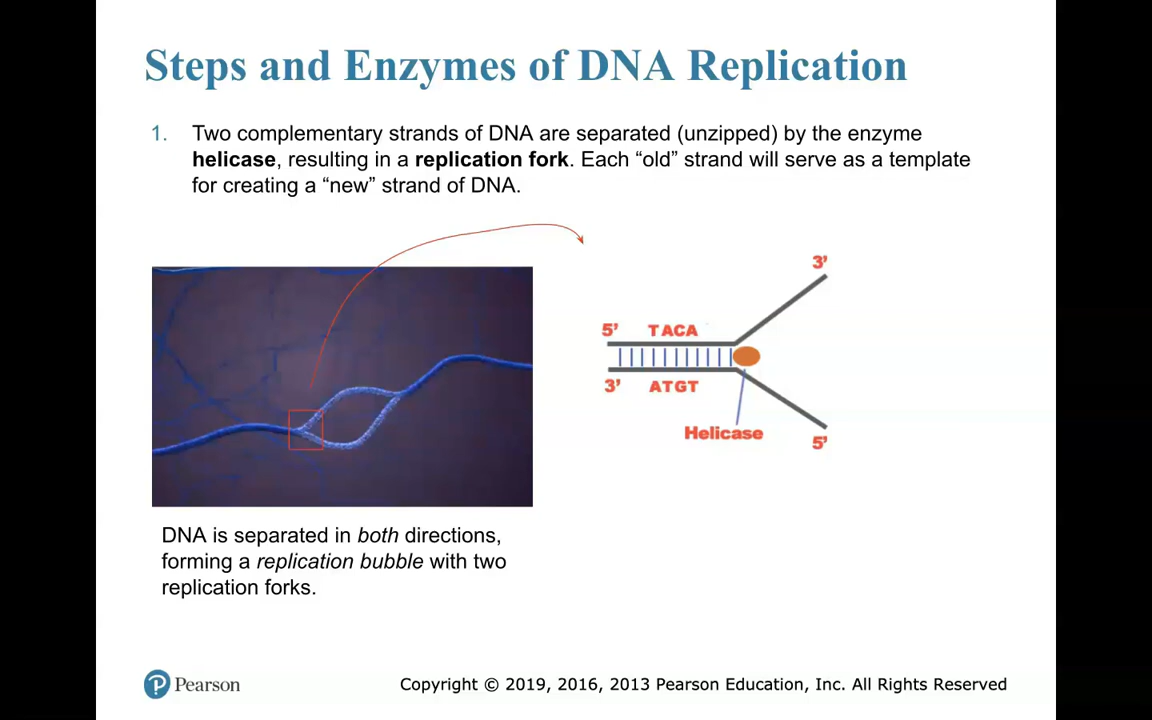 Steps and Enzymes of DNA Replication
1. Two complementary strands of DNA are separated (unzipped) by the enzyme
helicase, resulting in a replication fork. Each “old” strand will serve as a template
for creating a “new” strand of DNA.
3’
5’ TACA
3’ ATGT
Helicase
5’
DNA is separated in both directions,
forming a replication bubble with two
replication forks.
Pearson
Copyright © 2019, 2016, 2013 Pearson Education, Inc. All Rights Reserved